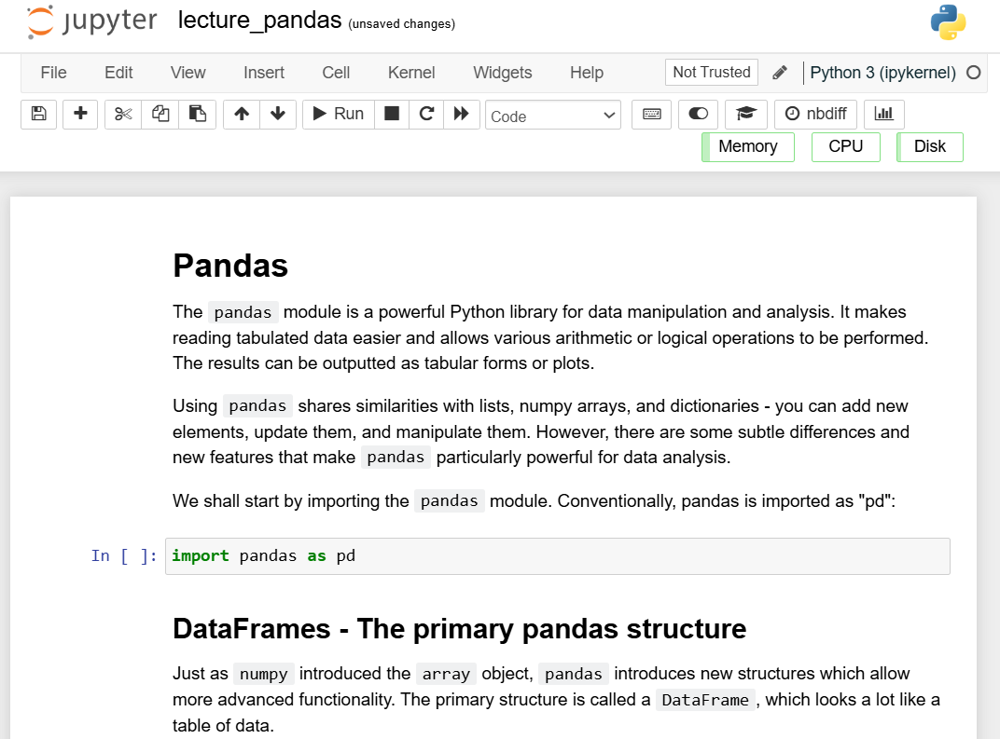 jupyter lecture_pandas (unsaved changes)
File Edit View Insert Cell Kernel Widgets Help Not Trusted Python 3 (ipykernel)
Run Code nbdiff
Memory CPU Disk
Pandas
The pandas module is a powerful Python library for data manipulation and analysis. It makes
reading tabulated data easier and allows various arithmetic or logical operations to be performed.
The results can be outputted as tabular forms or plots.
Using pandas shares similarities with lists, numpy arrays, and dictionaries - you can add new
elements, update them, and manipulate them. However, there are some subtle differences and
new features that make pandas particularly powerful for data analysis.
We shall start by importing the pandas module. Conventionally, pandas is imported as "pd":
In [ ]: import pandas as pd
DataFrames - The primary pandas structure
Just as numpy introduced the array object, pandas introduces new structures which allow
more advanced functionality. The primary structure is called a DataFrame, which looks a lot like a
table of data.